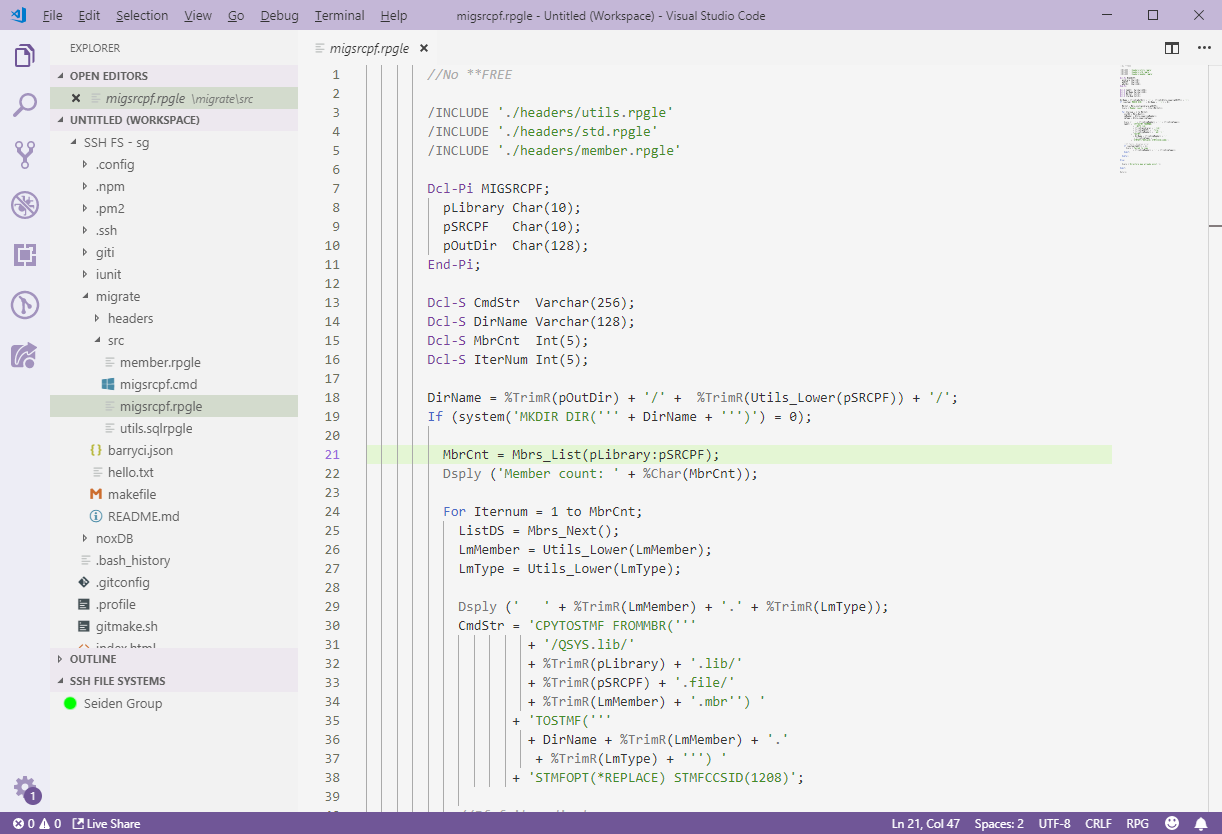 File Edit Selection View Go Debug Terminal Help migsrcpf.rpgle - Untitled (Workspace) - Visual Studio Code
EXPLORER
OPEN EDITORS
migsrcpf.rpgle \migrate\src
UNTITLED (WORKSPACE)
SSH FS - sg
.config
.npm
.pm2
.ssh
giti
iunit
migrate
headers
src
member.rpgle
migsrcpf.cmd
migsrcpf.rpgle
utils.sqlrpgle
barryci.json
hello.txt
makefile
README.md
noxDB
.bash_history
.gitconfig
.profile
gitmake.sh
index.html
OUTLINE
SSH FILE SYSTEMS
Seiden Group
1
migsrcpf.rpgle
1 //No **FREE
2
3 /INCLUDE './headers/utils.rpgle'
4 /INCLUDE './headers/std.rpgle'
5 /INCLUDE './headers/member.rpgle'
6
7 Dcl-Pi MIGSRCPF;
8 pLibrary Char(10);
9 pSRCPF Char(10);
10 pOutDir Char(128);
11 End-Pi;
12
13 Dcl-S CmdStr Varchar(256);
14 Dcl-S DirName Varchar(128);
15 Dcl-S MbrCnt Int(5);
16 Dcl-S IterNum Int(5);
17
18 DirName = %TrimR(pOutDir) + '/' + %TrimR(Utils_Lower(pSRCPF)) + '/';
19 If (system('MKDIR DIR(''' + DirName + ''')') = 0);
20
21 MbrCnt = Mbrs_List(pLibrary:pSRCPF);
22 Dsply ('Member count: ' + %Char(MbrCnt));
23
24 For Iternum = 1 to MbrCnt;
25 ListDS = Mbrs_Next();
26 LmMember = Utils_Lower(LmMember);
27 LmType = Utils_Lower(LmType);
28
29 Dsply (' ' + %TrimR(LmMember) + '.' + %TrimR(LmType));
30 CmdStr = 'CPYTOSTMF FROMMBR('''
31 + '/QSYS.lib/'
32 + %TrimR(pLibrary) + '.lib/'
33 + %TrimR(pSRCPF) + '.file/'
34 + %TrimR(LmMember) + '.mbr'') '
35 + 'TOSTMF('''
36 + DirName + %TrimR(LmMember) + '.'
37 + %TrimR(LmType) + ''') '
38 + 'STMFOPT(*REPLACE) STMFCCSID(1208)';
39
0 0 Live Share Ln 21, Col 47 Spaces: 2 UTF-8 CRLF RPG